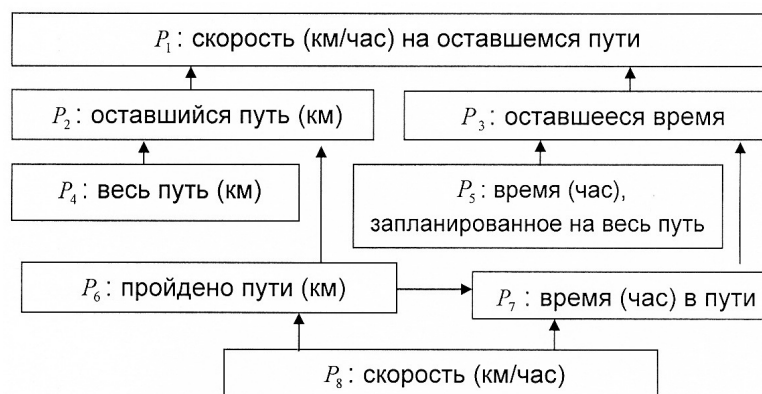 P₁ : скорость (км/час) на оставшемся пути
P₂ : оставшийся путь (км)
P₃ : оставшееся время
P₄ : весь путь (км)
P₅ : время (час),
запланированное на весь путь
P₆ : пройдено пути (км)
P₇ : время (час) в пути
P₈ : скорость (км/час)